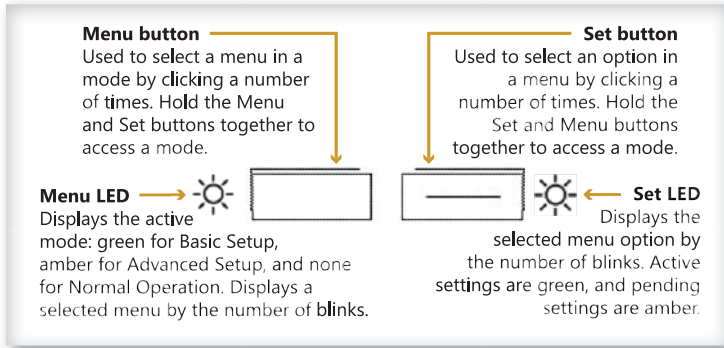 Menu button
Used to select a menu in a
mode by clicking a number
of times. Hold the Menu
and Set buttons together to
access a mode.
Set button
Used to select an option in
a menu by clicking a
number of times. Hold the
Set and Menu buttons
together to access a mode.
Menu LED
Displays the active
mode: green for Basic Setup,
amber for Advanced Setup, and none
for Normal Operation. Displays a
selected menu by the number of blinks.
Set LED
Displays the
selected menu option by
the number of blinks. Active
settings are green, and pending
settings are amber.